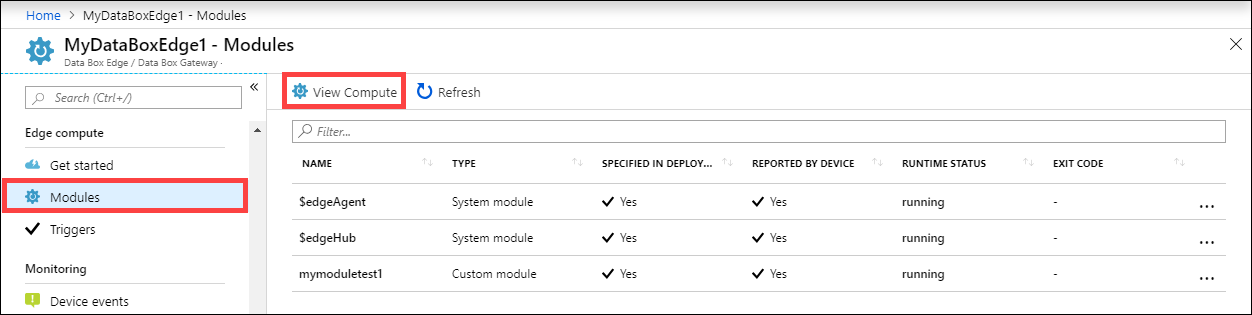 Home > MyDataBoxEdge1 - Modules
MyDataBoxEdge1 - Modules
Data Box Edge / Data Box Gateway
Search (Ctrl+/)
Edge compute
Get started
Modules
Triggers
Monitoring
Device events
View Compute Refresh
Filter...
NAME TYPE SPECIFIED IN DEPLOY... REPORTED BY DEVICE RUNTIME STATUS EXIT CODE
$edgeAgent System module Yes Yes running -
$edgeHub System module Yes Yes running -
mymoduletest1 Custom module Yes Yes running -